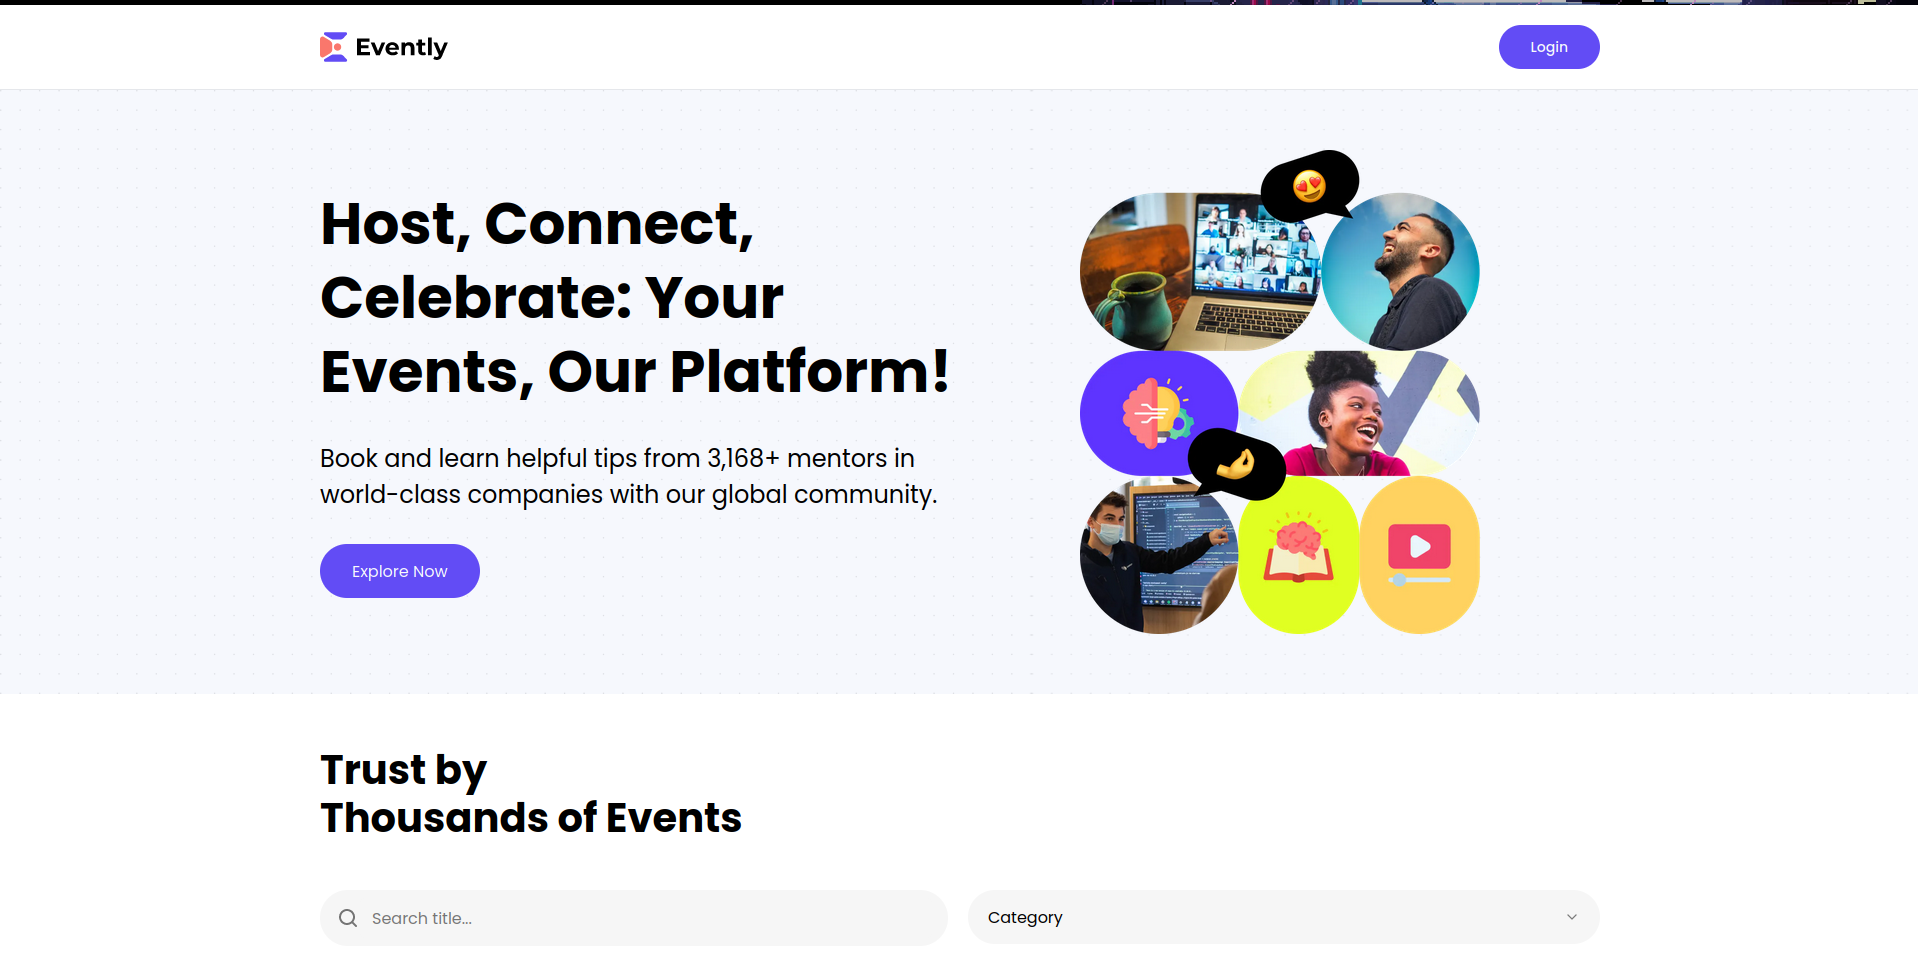 Evently
Login
Host, Connect,
Celebrate: Your
Events, Our Platform!
Book and learn helpful tips from 3,168+ mentors in
world-class companies with our global community.
Explore Now
Trust by
Thousands of Events
Search title...
Category